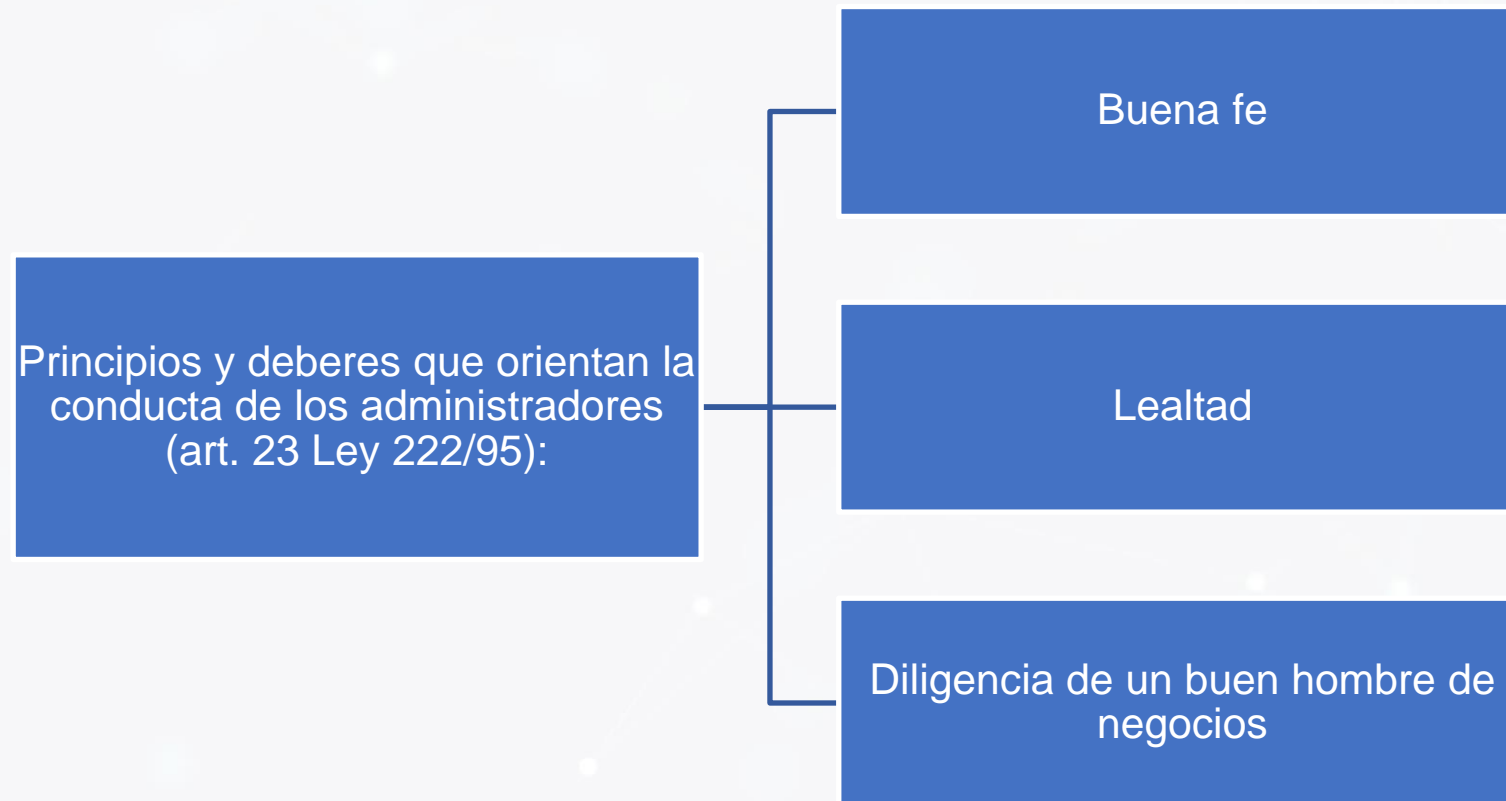 Principios y deberes que orientan la
conducta de los administradores
(art. 23 Ley 222/95):
Buena fe
Lealtad
Diligencia de un buen hombre de
negocios